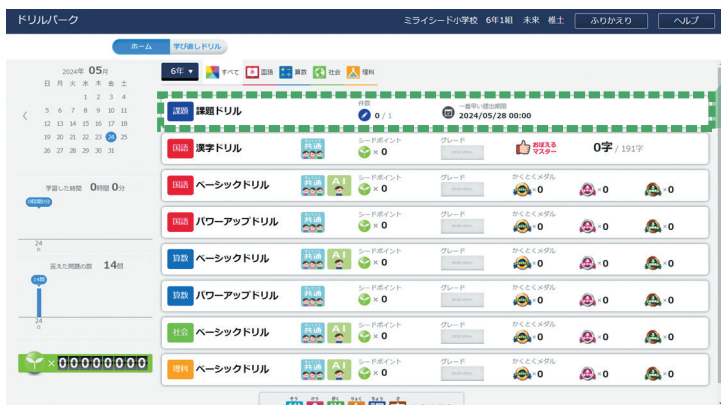 ドリルパーク
ミライシード小学校 6年1組 未来 椎士
ふりかえり
ヘルプ
ホーム
学び直しドリル
2024年 05月
日 月 火 水 木 金 土
1 2 3 4
5 6 7 8 9 10 11
12 13 14 15 16 17 18
19 20 21 22 23 24 25
26 27 28 29 30 31
学習した時間 0時間 0分
0時間0分
24
日
答えた問題の数 14問
14問
24
日
× 00000000
6年 ▼ すべて 国語 算数 社会 理科
課題 課題ドリル
件数
0 / 1
一番早い提出期限
2024/05/28 00:00
国語 漢字ドリル 共通
シードポイント
× 0
グレード
おぼえる
マスター
0字 / 191字
国語 ベーシックドリル 共通 AI
シードポイント
× 0
グレード
かくとくメダル
×0 ×0 ×0
国語 パワーアップドリル 共通
シードポイント
× 0
グレード
かくとくメダル
×0 ×0 ×0
算数 ベーシックドリル 共通 AI
シードポイント
× 0
グレード
かくとくメダル
×0 ×0 ×0
算数 パワーアップドリル 共通
シードポイント
× 0
グレード
かくとくメダル
×0 ×0 ×0
社会 ベーシックドリル 共通 AI
シードポイント
× 0
グレード
かくとくメダル
×0 ×0 ×0
理科 ベーシックドリル 共通 AI
シードポイント
× 0
グレード
かくとくメダル
×0 ×0 ×0